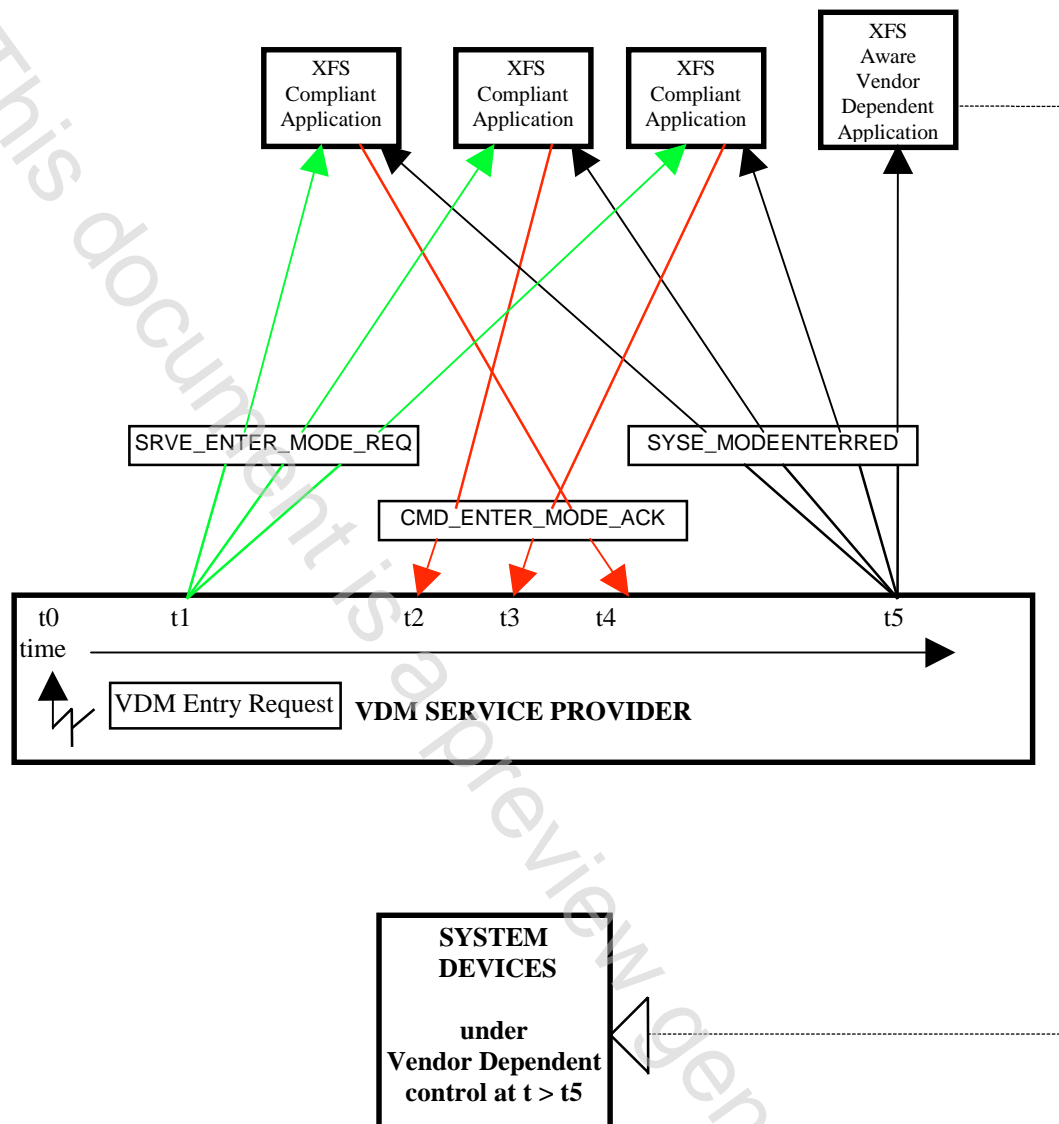 XFS
Compliant
Application
XFS
Compliant
Application
XFS
Compliant
Application
XFS
Aware
Vendor
Dependent
Application
SRVE_ENTER_MODE_REQ
SYSE_MODEENTERRED
CMD_ENTER_MODE_ACK
t0
t1
t2
t3
t4
t5
time
VDM Entry Request
VDM SERVICE PROVIDER
SYSTEM
DEVICES
under
Vendor Dependent
control at t > t5
This document is a preview gen